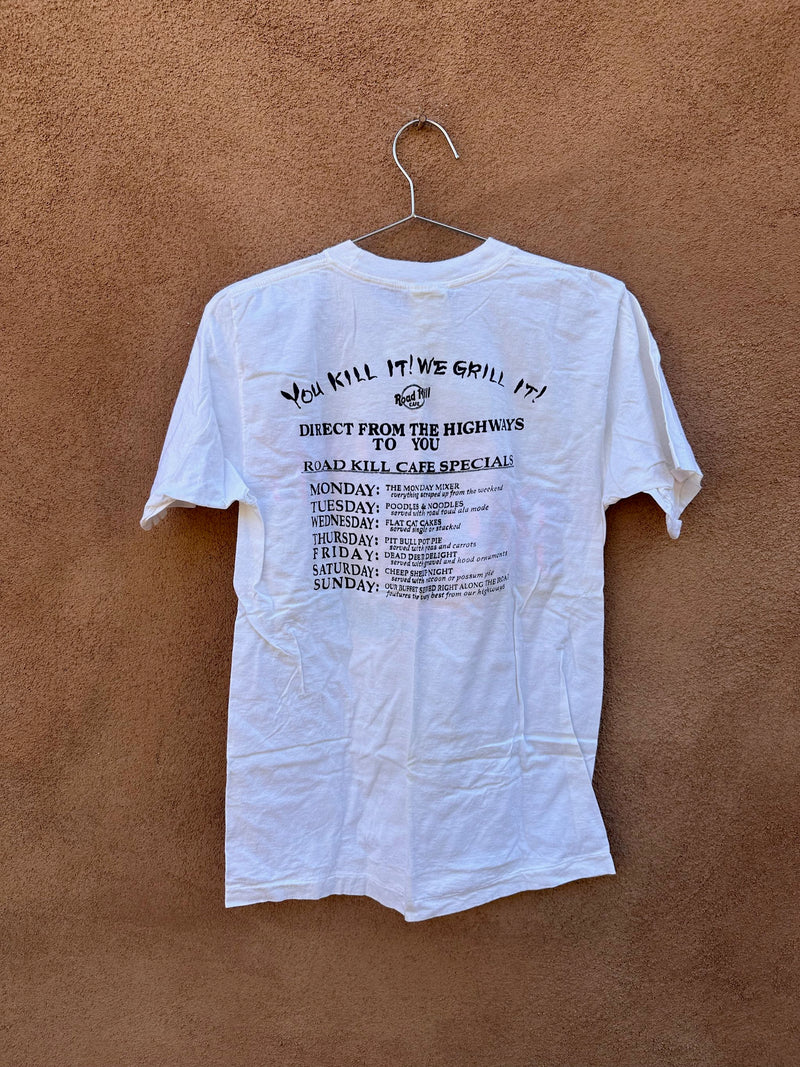 YOU KILL IT! WE GRILL IT!
Road Kill
CAFE
DIRECT FROM THE HIGHWAYS
TO YOU
ROAD KILL CAFE SPECIALS
MONDAY: THE MONDAY MIXER
everything scraped up from the weekend
TUESDAY: POODLES & NOODLES
served with road toad ala mode
WEDNESDAY: FLAT CAT CAKES
served single or stacked
THURSDAY: PIT BULL POT PIE
served with peas and carrots
FRIDAY: DEAD DEER DELIGHT
served with gravel and hood ornaments
SATURDAY: CHEEP SHEEP NIGHT
served with raccoon or possum pie
SUNDAY: OUR BUFFET SERVED RIGHT ALONG THE ROAD
features the very best from our highways